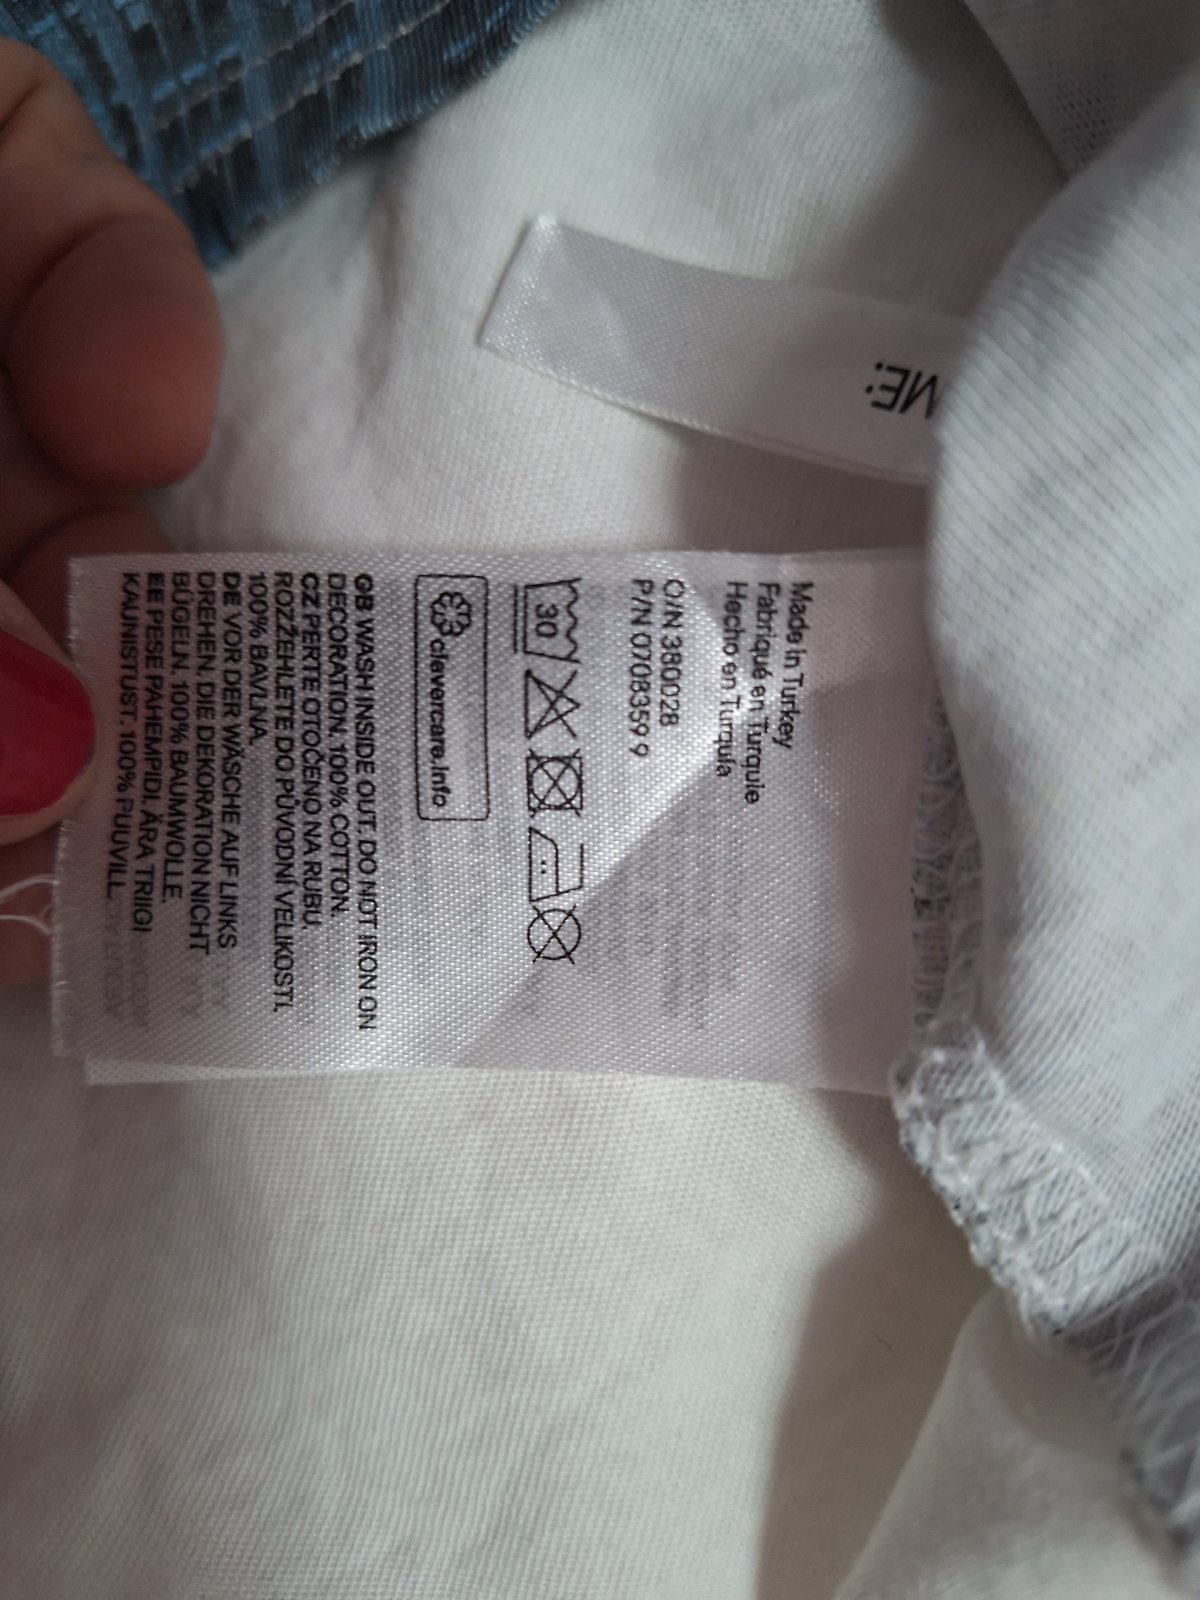 Made in Turkey
Fabriqué en Turquie
Hecho en Turquía
O/N 380028
P/N 0708359 9
30
clevercare.info
GB WASH INSIDE OUT. DO NOT IRON ON
DECORATION. 100% COTTON.
CZ PERTE OTOČENO NA RUBU.
ROZŽEHLETE DO PŮVODNÍ VELIKOSTI.
100% BAVLNA.
DE VOR DER WÄSCHE AUF LINKS
DREHEN. DIE DEKORATION NICHT
BÜGELN. 100% BAUMWOLLE.
EE PESE PAHEMPIDI. ÄRA TRIIGI
KAUNISTUST. 100% PUUVILL.
ME: